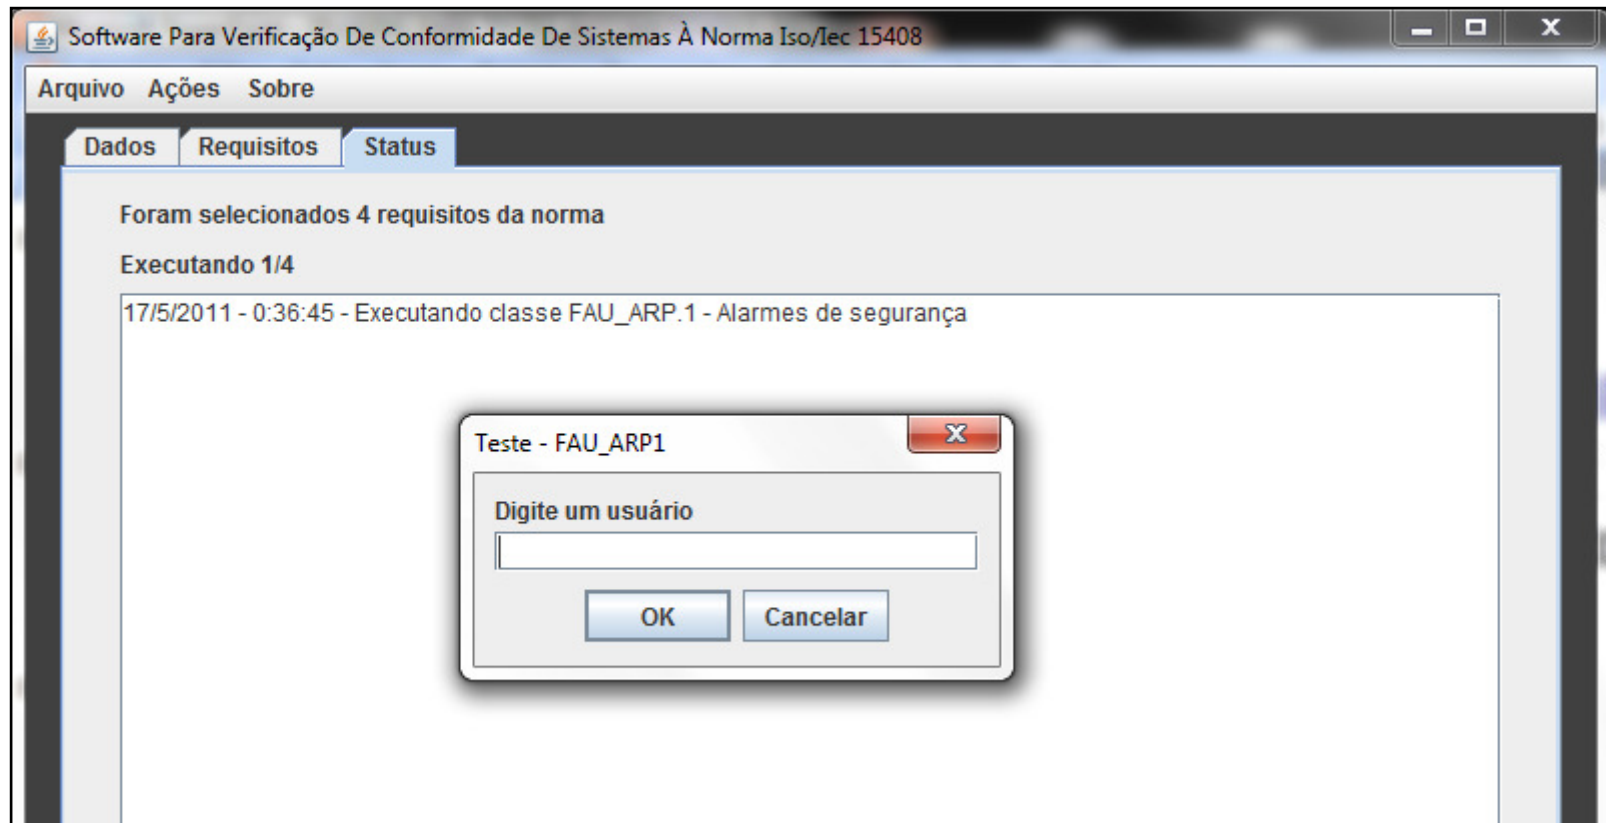 Software Para Verificação De Conformidade De Sistemas À Norma Iso/Iec 15408
Arquivo Ações Sobre
Dados Requisitos Status
Foram selecionados 4 requisitos da norma
Executando 1/4
17/5/2011 - 0:36:45 - Executando classe FAU_ARP.1 - Alarmes de segurança
Teste - FAU_ARP1
Digite um usuário
OK Cancelar